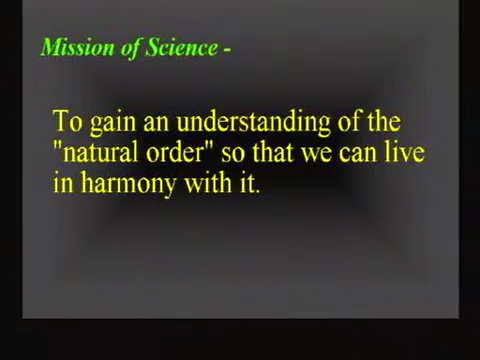 Mission of Science -
To gain an understanding of the
"natural order" so that we can live
in harmony with it.